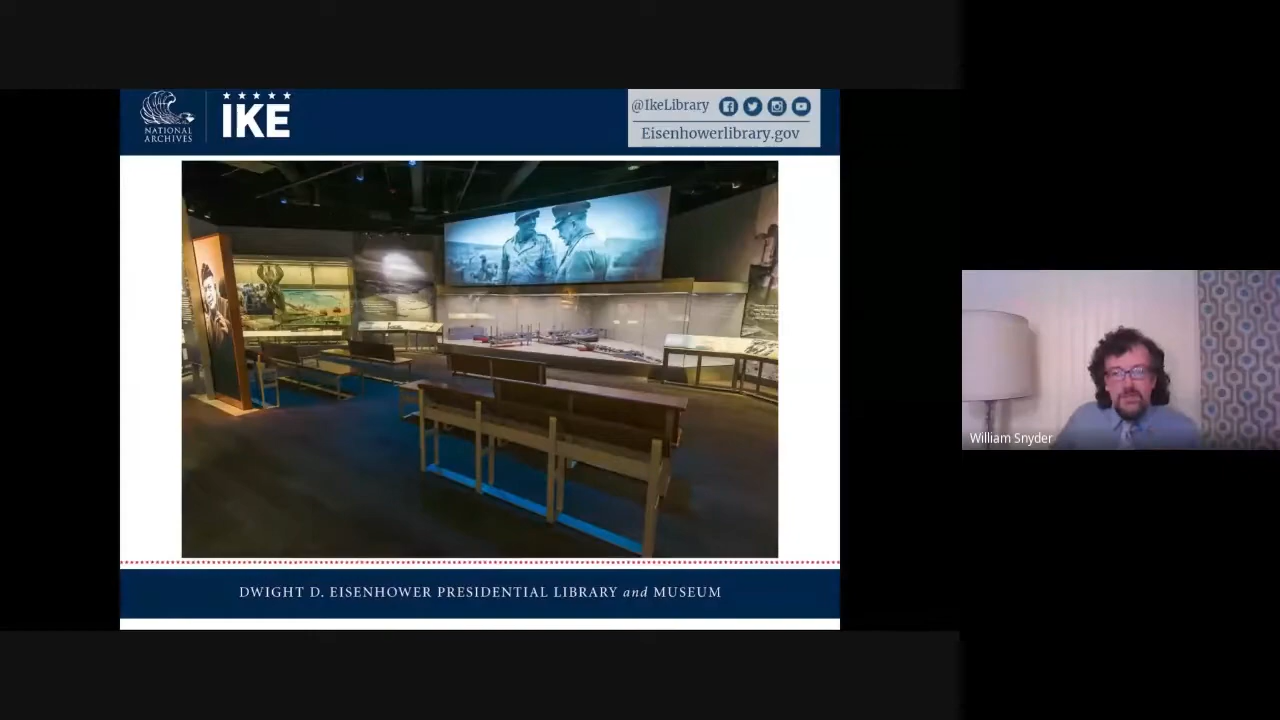 NATIONAL
ARCHIVES
IKE
@IkeLibrary
Eisenhowerlibrary.gov
DWIGHT D. EISENHOWER PRESIDENTIAL LIBRARY and MUSEUM
William Snyder